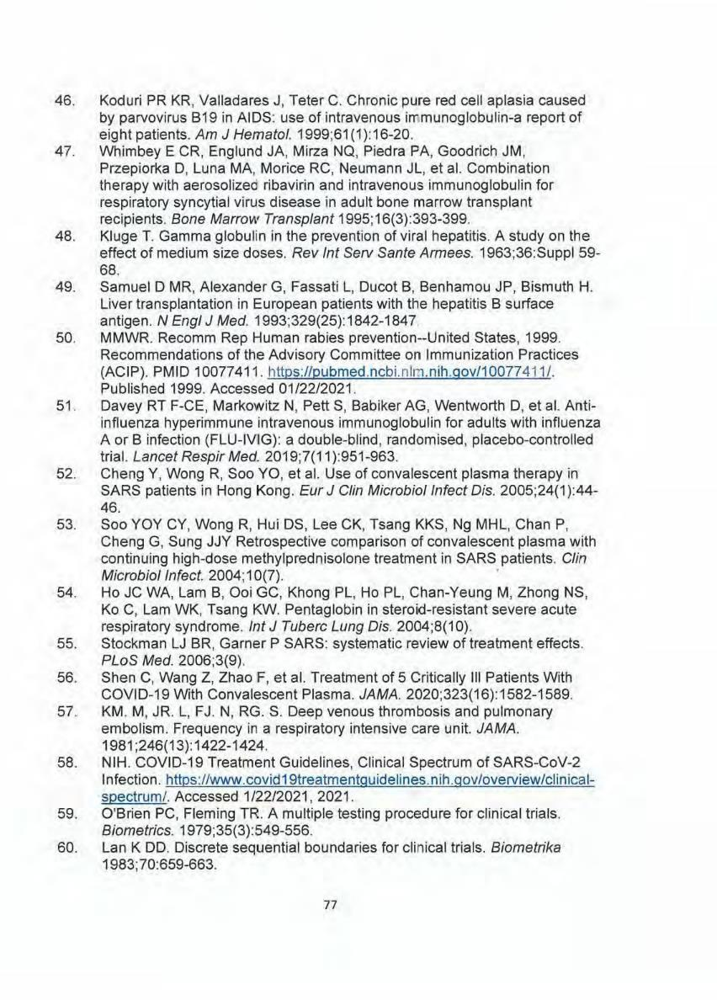 46. Koduri PR KR, Valladares J, Teter C. Chronic pure red cell aplasia caused
by parvovirus B19 in AIDS: use of intravenous immunoglobulin-a report of
eight patients. Am J Hematol. 1999;61(1):16-20.
47. Whimbey E CR, Englund JA, Mirza NQ, Piedra PA, Goodrich JM,
Przepiorka D, Luna MA, Morice RC, Neumann JL, et al. Combination
therapy with aerosolized ribavirin and intravenous immunoglobulin for
respiratory syncytial virus disease in adult bone marrow transplant
recipients. Bone Marrow Transplant 1995;16(3):393-399.
48. Kluge T. Gamma globulin in the prevention of viral hepatitis. A study on the
effect of medium size doses. Rev Int Serv Sante Armees. 1963;36:Suppl 59-
68.
49. Samuel D MR, Alexander G, Fassati L, Ducot B, Benhamou JP, Bismuth H.
Liver transplantation in European patients with the hepatitis B surface
antigen. N Engl J Med. 1993;329(25):1842-1847
50. MMWR. Recomm Rep Human rabies prevention--United States, 1999.
Recommendations of the Advisory Committee on Immunization Practices
(ACIP). PMID 10077411. https://pubmed.ncbi.nlm.nih.gov/10077411/.
Published 1999. Accessed 01/22/2021.
51. Davey RT F-CE, Markowitz N, Pett S, Babiker AG, Wentworth D, et al. Anti-
influenza hyperimmune intravenous immunoglobulin for adults with influenza
A or B infection (FLU-IVIG): a double-blind, randomised, placebo-controlled
trial. Lancet Respir Med. 2019;7(11):951-963.
52. Cheng Y, Wong R, Soo YO, et al. Use of convalescent plasma therapy in
SARS patients in Hong Kong. Eur J Clin Microbiol Infect Dis. 2005;24(1):44-
46.
53. Soo YOY CY, Wong R, Hui DS, Lee CK, Tsang KKS, Ng MHL, Chan P,
Cheng G, Sung JJY Retrospective comparison of convalescent plasma with
continuing high-dose methylprednisolone treatment in SARS patients. Clin
Microbiol Infect. 2004;10(7).
54. Ho JC WA, Lam B, Ooi GC, Khong PL, Ho PL, Chan-Yeung M, Zhong NS,
Ko C, Lam WK, Tsang KW. Pentaglobin in steroid-resistant severe acute
respiratory syndrome. Int J Tuberc Lung Dis. 2004;8(10).
55. Stockman LJ BR, Garner P SARS: systematic review of treatment effects.
PLoS Med. 2006;3(9).
56. Shen C, Wang Z, Zhao F, et al. Treatment of 5 Critically Ill Patients With
COVID-19 With Convalescent Plasma. JAMA. 2020;323(16):1582-1589.
57. KM. M, JR. L, FJ. N, RG. S. Deep venous thrombosis and pulmonary
embolism. Frequency in a respiratory intensive care unit. JAMA.
1981;246(13):1422-1424.
58. NIH. COVID-19 Treatment Guidelines, Clinical Spectrum of SARS-CoV-2
Infection. https://www.covid19treatmentguidelines.nih.gov/overview/clinical-
spectrum/. Accessed 1/22/2021, 2021.
59. O'Brien PC, Fleming TR. A multiple testing procedure for clinical trials.
Biometrics. 1979;35(3):549-556.
60. Lan K DD. Discrete sequential boundaries for clinical trials. Biometrika
1983;70:659-663.
77